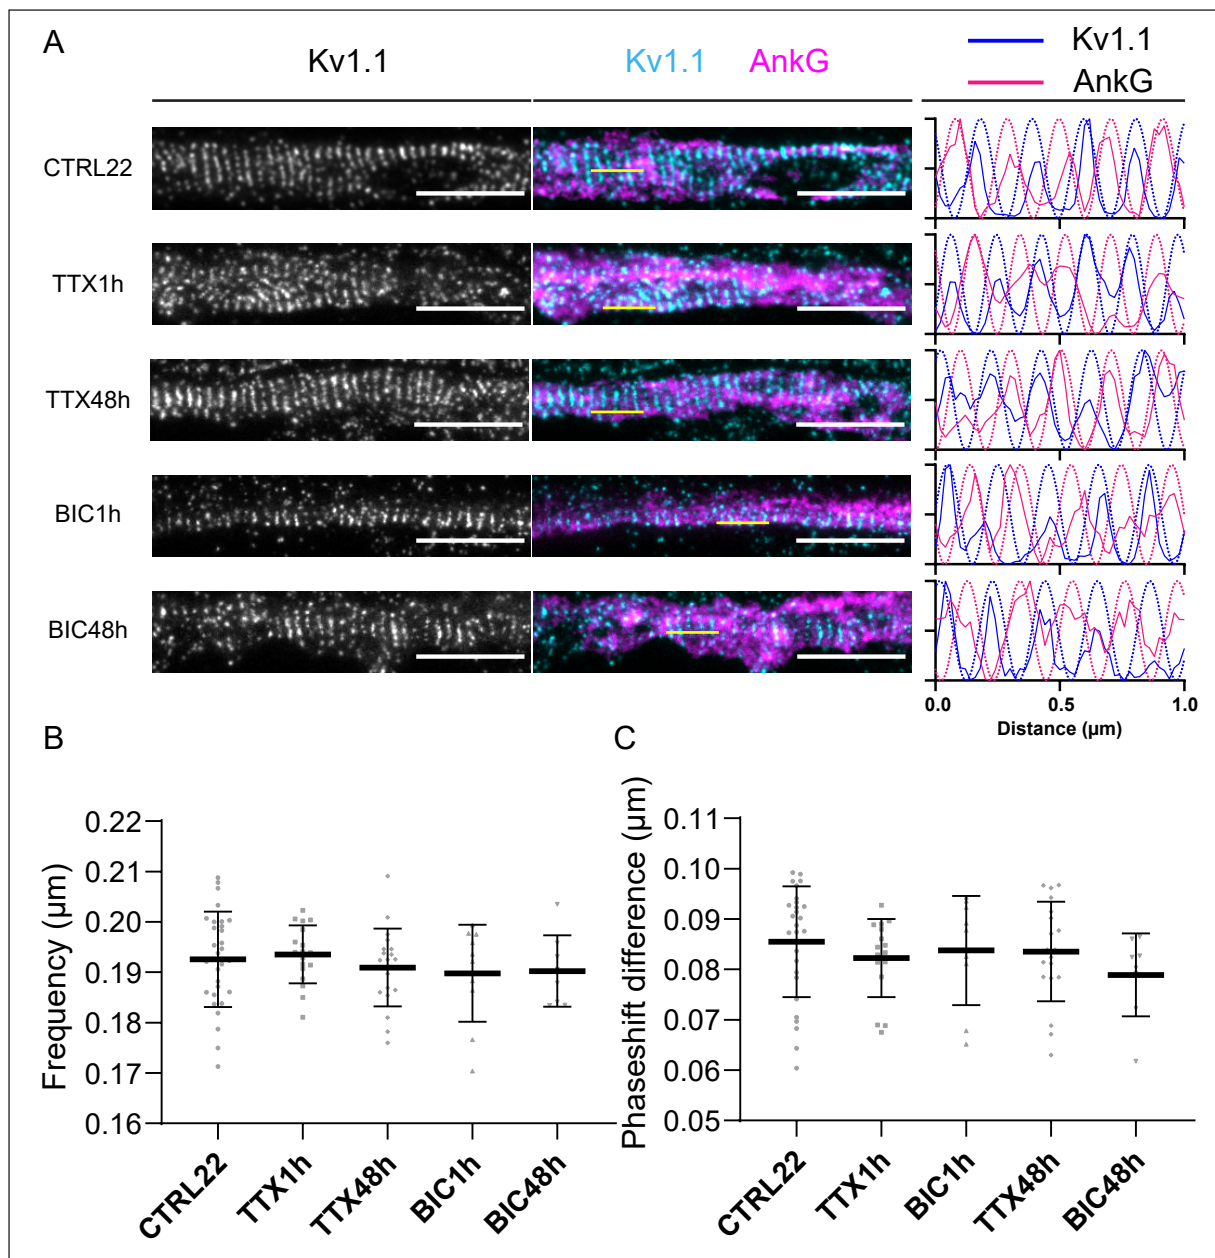 A
Kv1.1
Kv1.1 AnkG
Kv1.1
AnkG
CTRL22
TTX1h
TTX48h
BIC1h
BIC48h
0.0 0.5 1.0
Distance (µm)
B
Frequency (µm)
0.22
0.21
0.20
0.19
0.18
0.17
0.16
CTRL22
TTX1h
TTX48h
BIC1h
BIC48h
C
Phaseshift difference (µm)
0.11
0.10
0.09
0.08
0.07
0.06
0.05
CTRL22
TTX1h
BIC1h
TTX48h
BIC48h